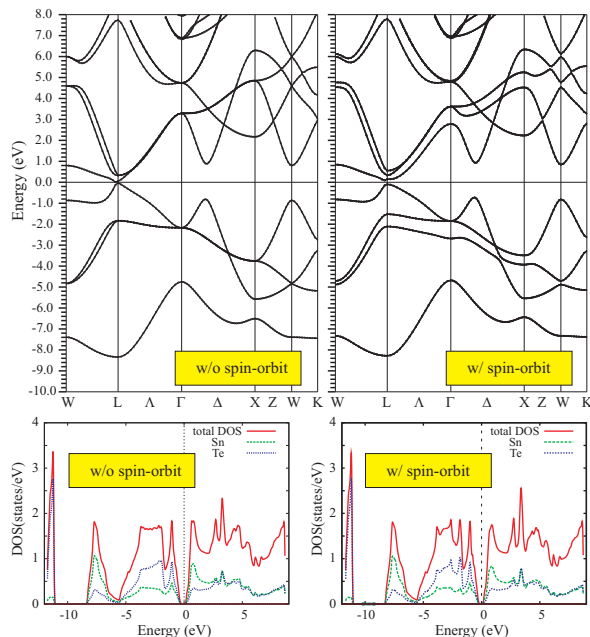 8.0
7.0
6.0
5.0
4.0
3.0
2.0
1.0
0.0
-1.0
-2.0
-3.0
-4.0
-5.0
-6.0
-7.0
-8.0
-9.0
-10.0
Energy (eV)
w/o spin-orbit
w/ spin-orbit
W L Λ Γ Δ X Z W K
W L Λ Γ Δ X Z W K
4
3
2
1
0
DOS(states/eV)
total DOS
Sn
Te
w/o spin-orbit
-10 -5 0 5
Energy (eV)
4
3
2
1
0
DOS(states/eV)
total DOS
Sn
Te
w/ spin-orbit
-10 -5 0 5
Energy (eV)